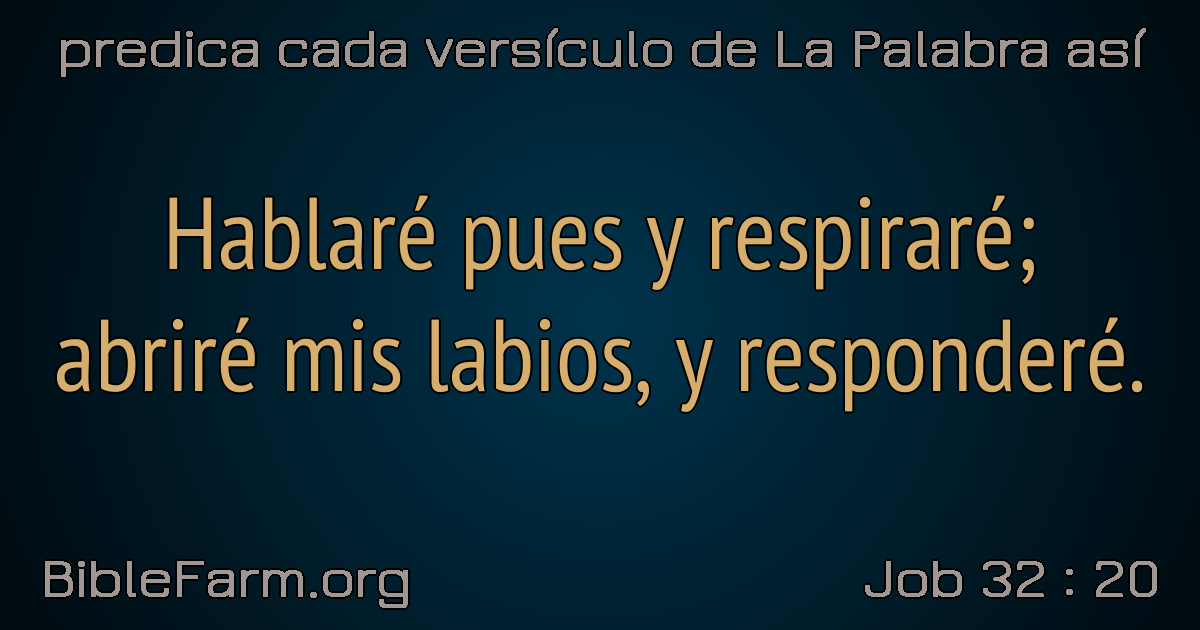 predica cada versículo de La Palabra así
Hablaré pues y respiraré;
abriré mis labios, y responderé.
BibleFarm.org
Job 32 : 20